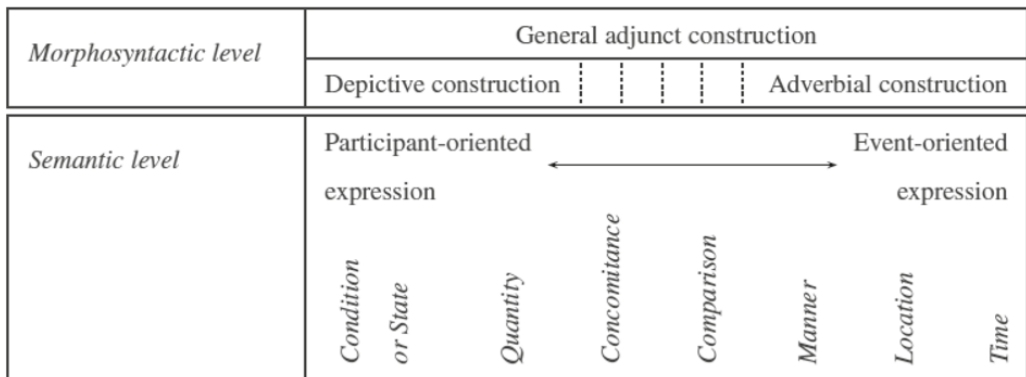 Morphosyntactic level
General adjunct construction
Depictive construction
Adverbial construction
Semantic level
Participant-oriented
expression
Event-oriented
expression
Condition
or State
Quantity
Concomitance
Comparison
Manner
Location
Time